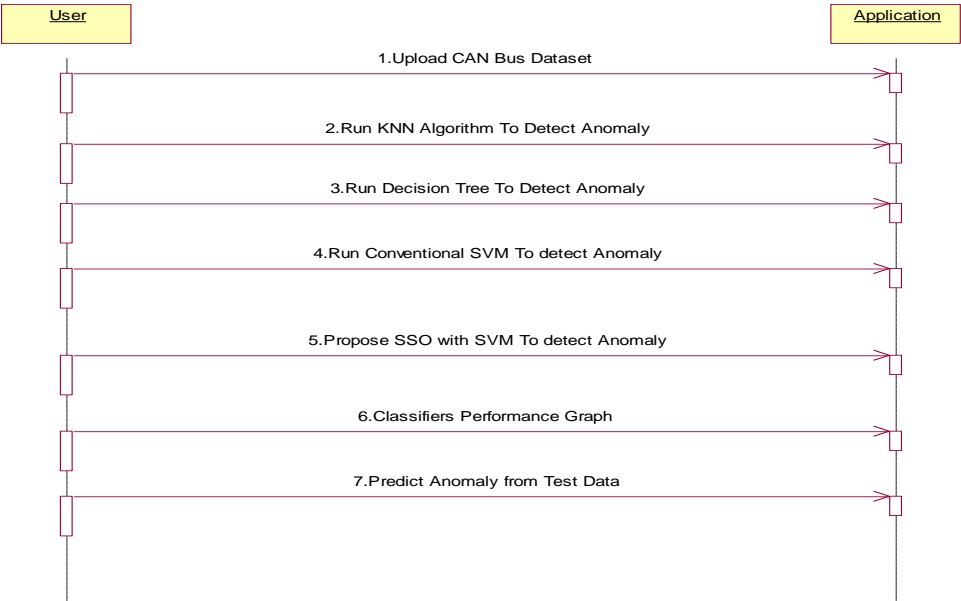 User
Application
1.Upload CAN Bus Dataset
2.Run KNN Algorithm To Detect Anomaly
3.Run Decision Tree To Detect Anomaly
4.Run Conventional SVM To detect Anomaly
5.Propose SSO with SVM To detect Anomaly
6.Classifiers Performance Graph
7.Predict Anomaly from Test Data